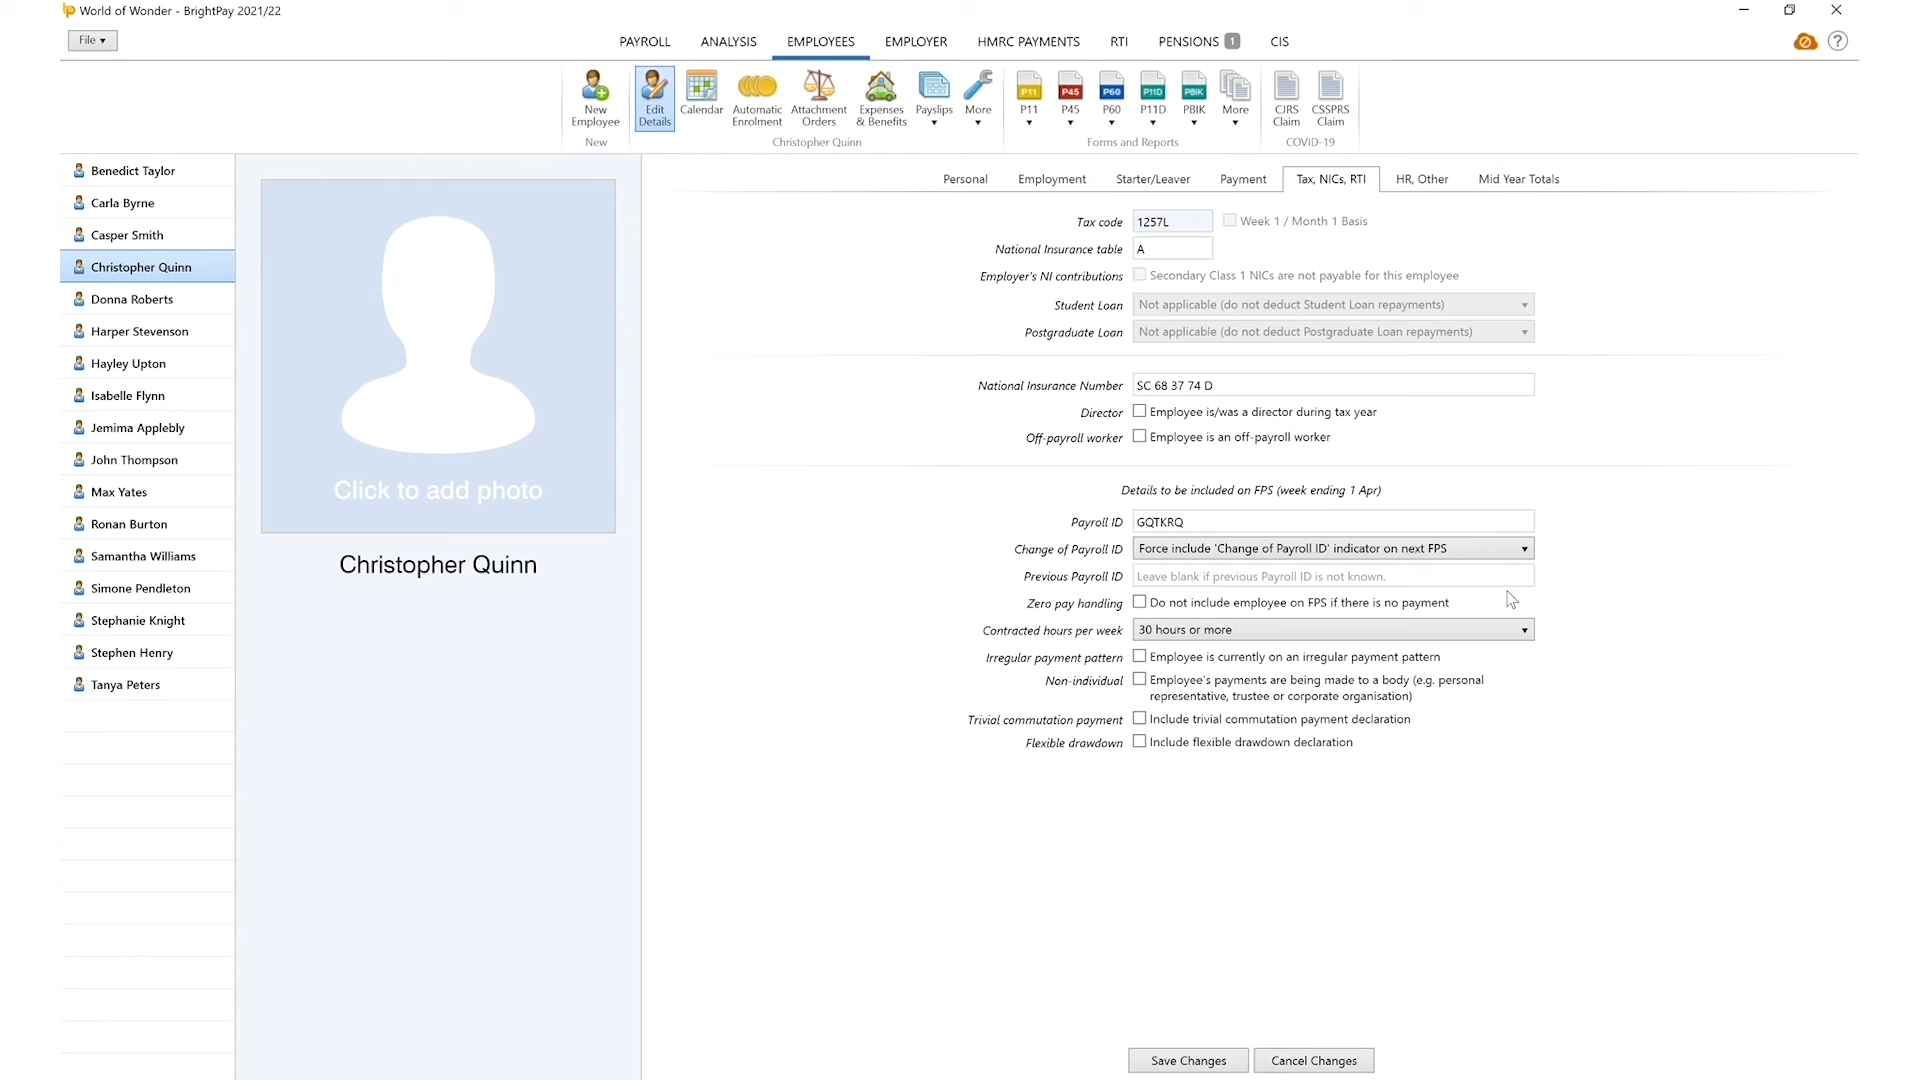 World of Wonder - BrightPay 2021/22
File
PAYROLL ANALYSIS EMPLOYEES EMPLOYER HMRC PAYMENTS RTI PENSIONS 1 CIS
New Employee
Edit Details
Calendar
Automatic Enrolment
Attachment Orders
Expenses & Benefits
Payslips
More
P11 P11
P45 P45
P60 P60
P11D P11D
PBIK PBIK
More
CJRS Claim
CSSPRS Claim
New
Christopher Quinn
Forms and Reports
COVID-19
Benedict Taylor
Carla Byrne
Casper Smith
Christopher Quinn
Donna Roberts
Harper Stevenson
Hayley Upton
Isabelle Flynn
Jemima Applebly
John Thompson
Max Yates
Ronan Burton
Samantha Williams
Simone Pendleton
Stephanie Knight
Stephen Henry
Tanya Peters
Click to add photo
Christopher Quinn
Personal Employment Starter/Leaver Payment Tax, NICs, RTI HR, Other Mid Year Totals
Tax code 1257L Week 1 / Month 1 Basis
National Insurance table A
Employer's NI contributions Secondary Class 1 NICs are not payable for this employee
Student Loan Not applicable (do not deduct Student Loan repayments)
Postgraduate Loan Not applicable (do not deduct Postgraduate Loan repayments)
National Insurance Number SC 68 37 74 D
Director Employee is/was a director during tax year
Off-payroll worker Employee is an off-payroll worker
Details to be included on FPS (week ending 1 Apr)
Payroll ID GQTKRQ
Change of Payroll ID Force include 'Change of Payroll ID' indicator on next FPS
Previous Payroll ID Leave blank if previous Payroll ID is not known.
Zero pay handling Do not include employee on FPS if there is no payment
Contracted hours per week 30 hours or more
Irregular payment pattern Employee is currently on an irregular payment pattern
Non-individual Employee's payments are being made to a body (e.g. personal
representative, trustee or corporate organisation)
Trivial commutation payment Include trivial commutation payment declaration
Flexible drawdown Include flexible drawdown declaration
Save Changes Cancel Changes